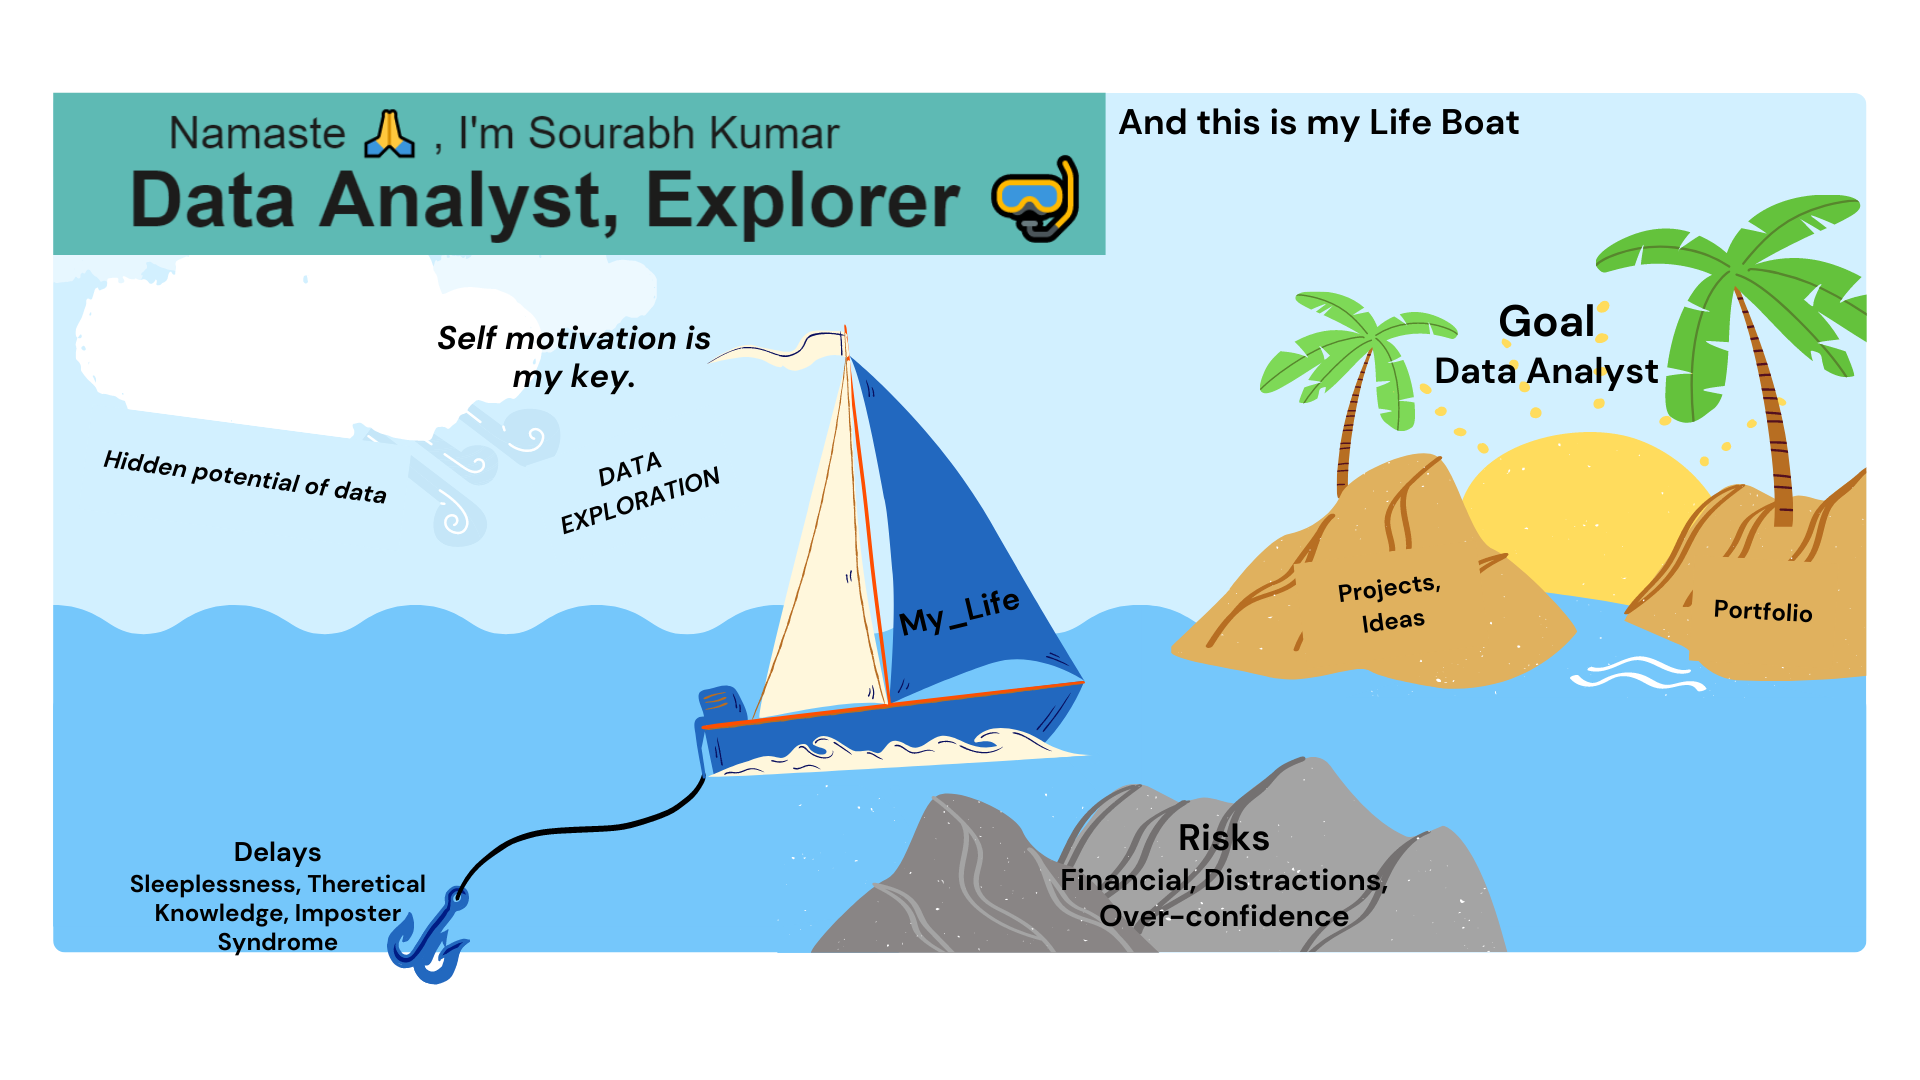 Namaste 🙏 , I'm Sourabh Kumar
Data Analyst, Explorer 🤿
And this is my Life Boat
Self motivation is
my key.
Hidden potential of data
DATA
EXPLORATION
My_Life
Goal
Data Analyst
Projects,
Ideas
Portfolio
Delays
Sleeplessness, Theretical
Knowledge, Imposter
Syndrome
Risks
Financial, Distractions,
Over-confidence